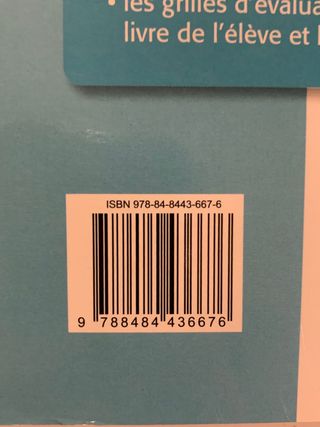 • les grilles d'évalua
livre de l'élève et l
ISBN 978-84-8443-667-6
9 788484 436676